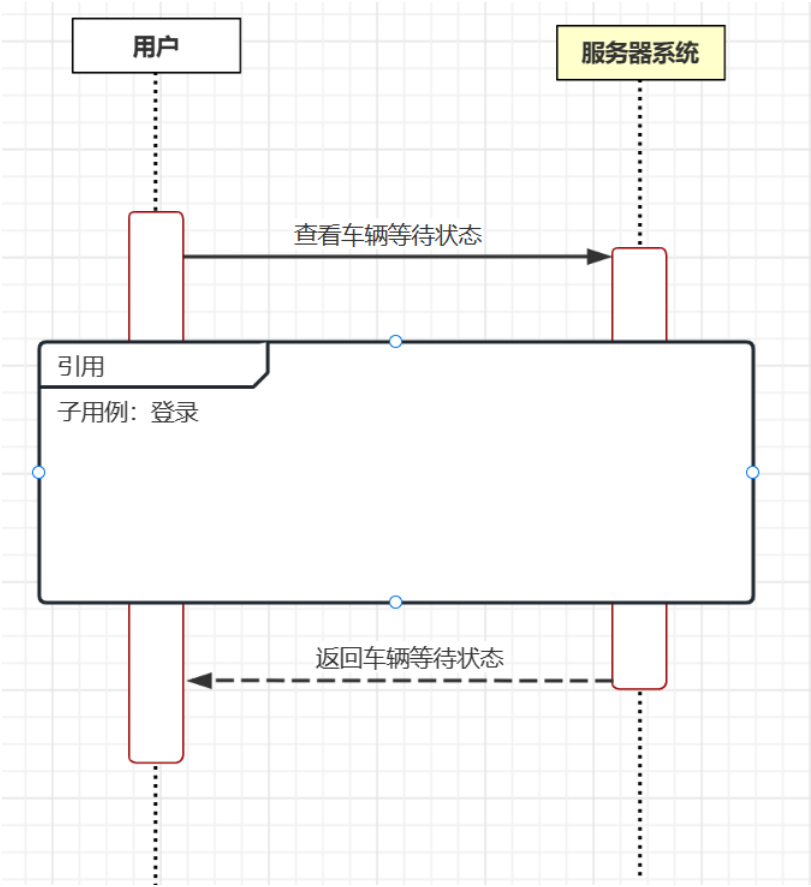 用户
服务器系统
查看车辆等待状态
引用
子用例：登录
返回车辆等待状态